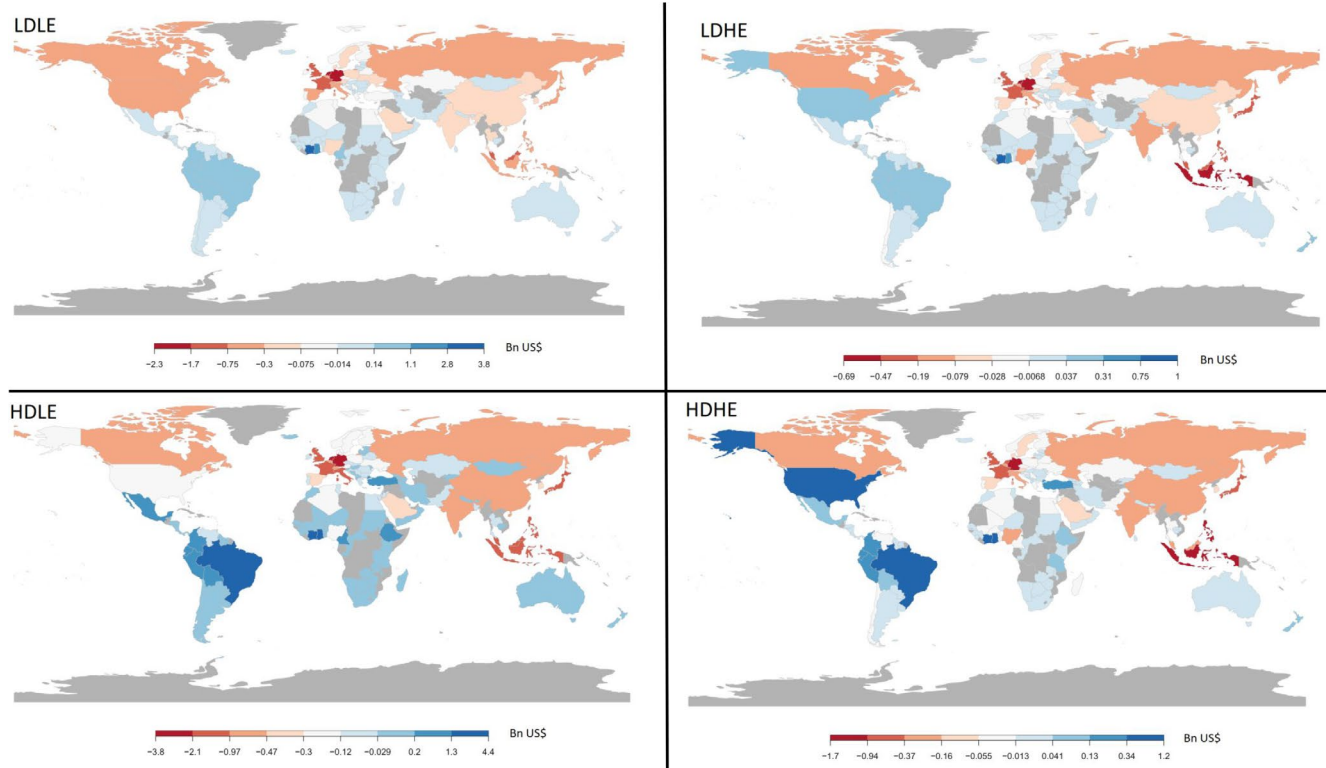 LDLE
Bn US$
−2.3 −1.7 −0.75 −0.3 −0.075 −0.014 0.14 1.1 2.8 3.8
LDHE
Bn US$
−0.69 −0.47 −0.19 −0.079 −0.028 −0.0068 0.037 0.31 0.75 1
HDLE
Bn US$
−3.8 −2.1 −0.97 −0.47 −0.3 −0.12 −0.029 0.2 1.3 4.4
HDHE
Bn US$
−1.7 −0.94 −0.37 −0.16 −0.055 −0.013 0.041 0.13 0.34 1.2